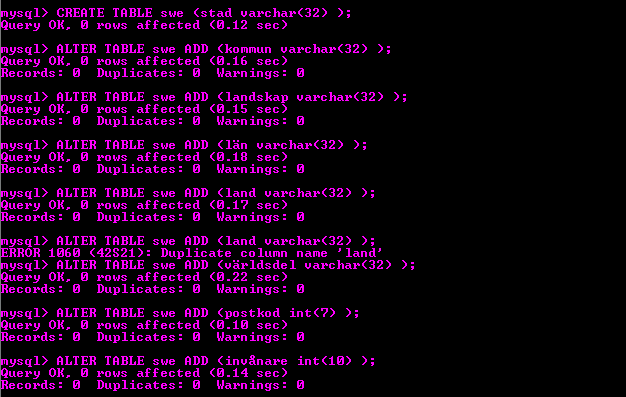 mysql> CREATE TABLE swe (stad varchar(32) );
Query OK, 0 rows affected (0.12 sec)
mysql> ALTER TABLE swe ADD (kommun varchar(32) );
Query OK, 0 rows affected (0.16 sec)
Records: 0  Duplicates: 0  Warnings: 0
mysql> ALTER TABLE swe ADD (landskap varchar(32) );
Query OK, 0 rows affected (0.15 sec)
Records: 0  Duplicates: 0  Warnings: 0
mysql> ALTER TABLE swe ADD (län varchar(32) );
Query OK, 0 rows affected (0.18 sec)
Records: 0  Duplicates: 0  Warnings: 0
mysql> ALTER TABLE swe ADD (land varchar(32) );
Query OK, 0 rows affected (0.17 sec)
Records: 0  Duplicates: 0  Warnings: 0
mysql> ALTER TABLE swe ADD (land varchar(32) );
ERROR 1060 (42S21): Duplicate column name 'land'
mysql> ALTER TABLE swe ADD (världsdel varchar(32) );
Query OK, 0 rows affected (0.22 sec)
Records: 0  Duplicates: 0  Warnings: 0
mysql> ALTER TABLE swe ADD (postkod int(7) );
Query OK, 0 rows affected (0.10 sec)
Records: 0  Duplicates: 0  Warnings: 0
mysql> ALTER TABLE swe ADD (invånare int(10) );
Query OK, 0 rows affected (0.14 sec)
Records: 0  Duplicates: 0  Warnings: 0